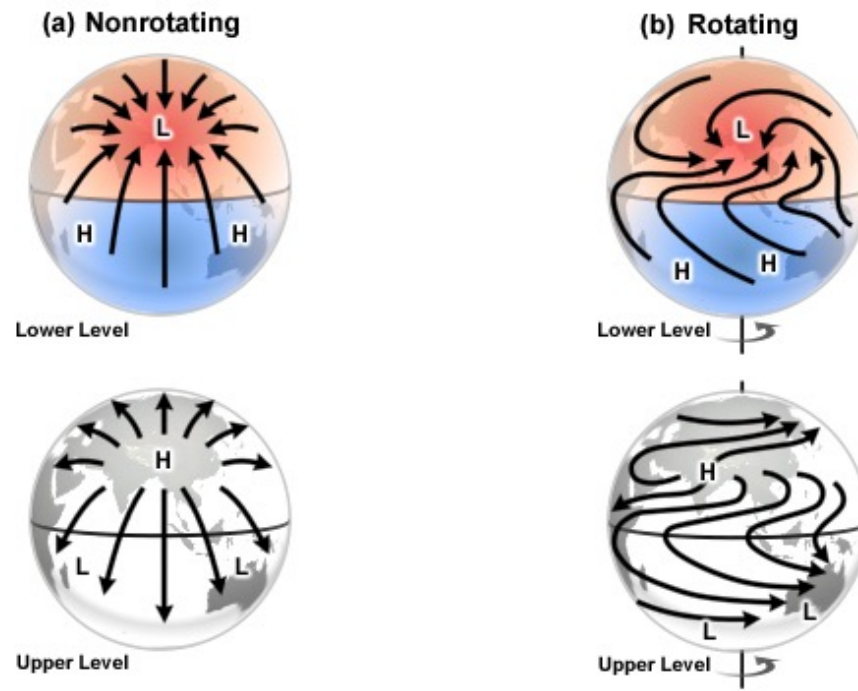 (a) Nonrotating
(b) Rotating
L
H
H
Lower Level
L
H
H
Lower Level
H
L
L
Upper Level
H
L
L
Upper Level